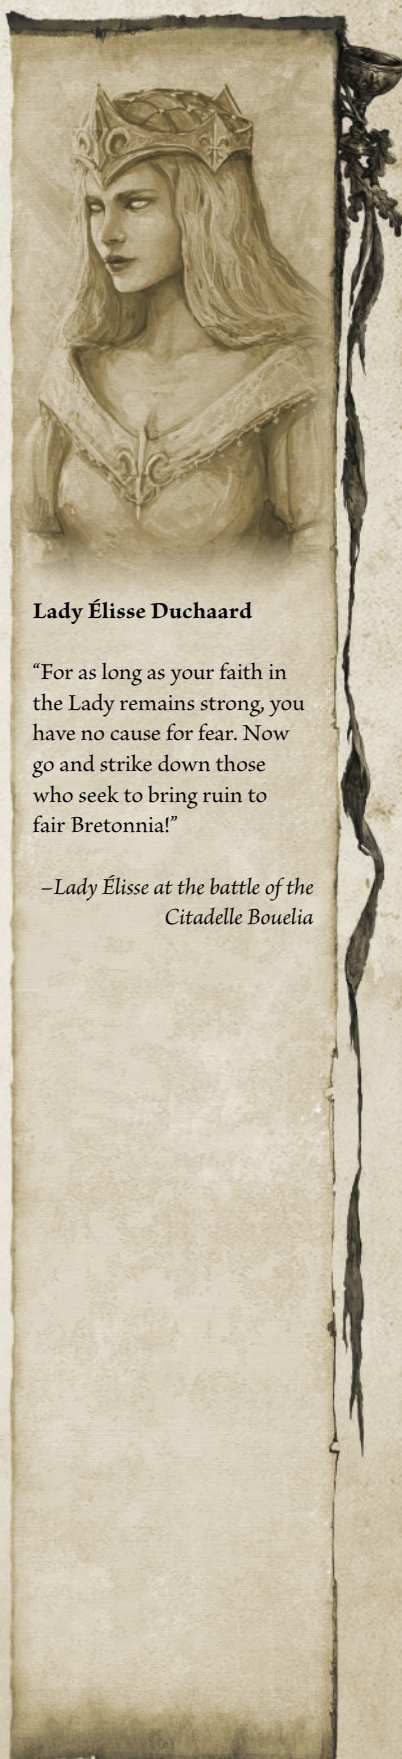 Lady Élisse Duchaard
“For as long as your faith in
the Lady remains strong, you
have no cause for fear. Now
go and strike down those
who seek to bring ruin to
fair Bretonnia!”
–Lady Élisse at the battle of the
Citadelle Bouelia